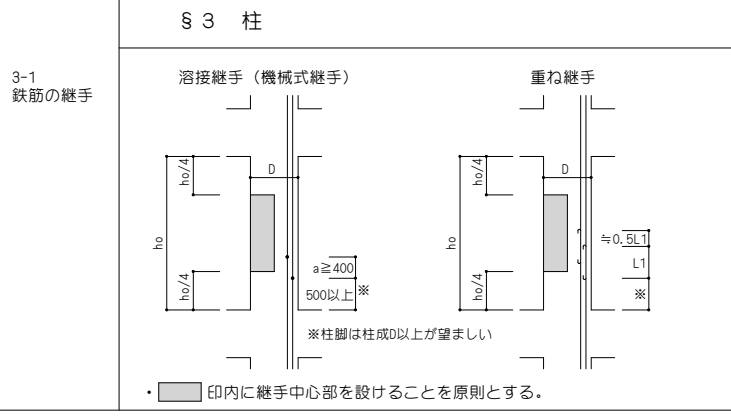 §3 柱
3-1
鉄筋の継手
溶接継手（機械式継手）
重ね継手
ho/4
D
ho
ho/4
a≧400
500以上※
※柱脚は柱成D以上が望ましい
ho/4
D
ho
ho/4
≒0.5L1
L1
※
・印内に継手中心部を設けることを原則とする。